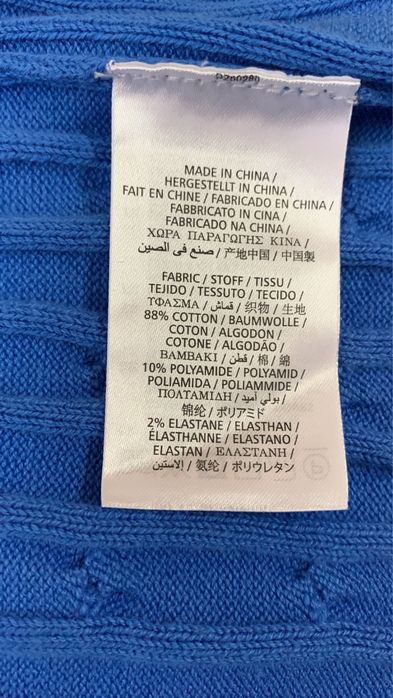 MADE IN CHINA /
HERGESTELLT IN CHINA /
FAIT EN CHINE / FABRICADO EN CHINA /
FABBRICATO IN CINA /
FABRICADO NA CHINA /
ΧΩΡΑ ΠΑΡΑΓΩΓΗΣ ΚΙΝΑ /
صنع في الصين / 产地中国 / 中国製
FABRIC / STOFF / TISSU /
TEJIDO / TESSUTO / TECIDO /
ΥΦΑΣΜΑ / قماش / 织物 / 生地
88% COTTON / BAUMWOLLE /
COTON / ALGODON /
COTONE / ALGODÃO /
ΒΑΜΒΑΚΙ / قطن / 棉 / 綿
10% POLYAMIDE / POLYAMID /
POLIAMIDA / POLIAMMIDE /
ΠΟΛΥΑΜΙΔΗ / بولي أميد /
锦纶 / ポリアミド
2% ELASTANE / ELASTHAN /
ÉLASTHANNE / ELASTANO /
ELASTAN / ΕΛΑΣΤΑΝΗ /
الاستين / 氨纶 / ポリウレタン